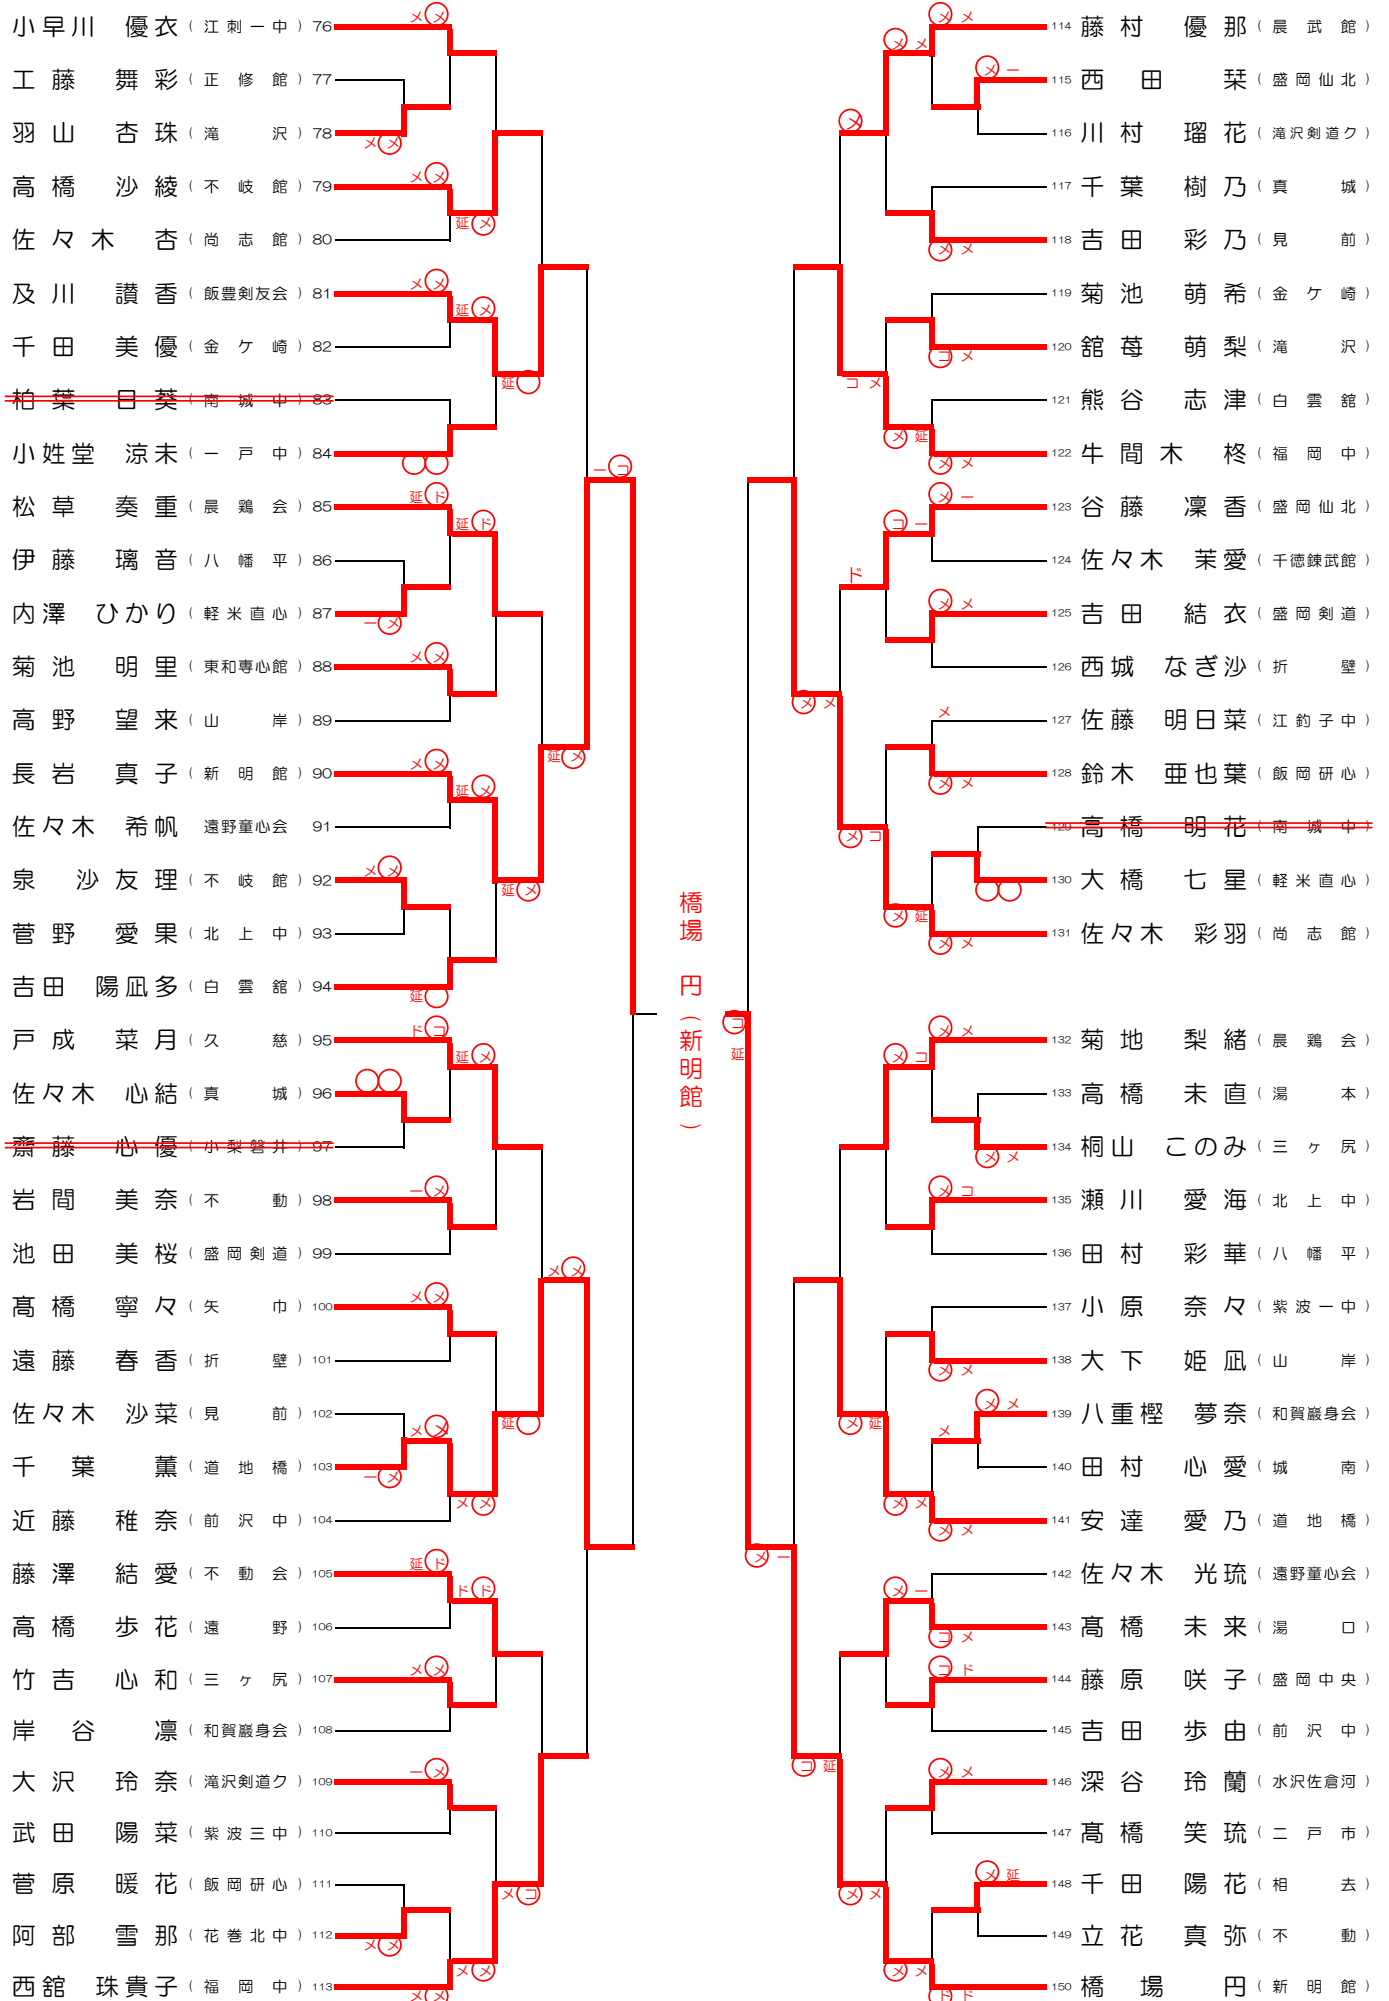 小早川 優衣 (江刺一中) 76
工藤 舞彩 (正修館) 77
羽山 杏珠 (滝沢) 78
高橋 沙綾 (不岐館) 79
佐々木 杏 (尚志館) 80
及川 讃香 (飯豊剣友会) 81
千田 美優 (金ケ崎) 82
柏葉 日葵 (南城中) 83
小姓堂 涼未 (一戸中) 84
松草 奏重 (晨鶏会) 85
伊藤 璃音 (八幡平) 86
内澤 ひかり (軽米直心) 87
菊池 明里 (東和専心館) 88
高野 望来 (山岸) 89
長岩 真子 (新明館) 90
佐々木 希帆 遠野童心会 91
泉 沙友理 (不岐館) 92
菅野 愛果 (北上中) 93
吉田 陽凪多 (白雲舘) 94
戸成 菜月 (久慈) 95
佐々木 心結 (真城) 96
齋藤 心優 (小梨磐井) 97
岩間 美奈 (不動) 98
池田 美桜 (盛岡剣道) 99
髙橋 寧々 (矢巾) 100
遠藤 春香 (折壁) 101
佐々木 沙菜 (見前) 102
千葉 薫 (道地橋) 103
近藤 稚奈 (前沢中) 104
藤澤 結愛 (不動会) 105
高橋 歩花 (遠野) 106
竹吉 心和 (三ヶ尻) 107
岸谷 凛 (和賀巖身会) 108
大沢 玲奈 (滝沢剣道ク) 109
武田 陽菜 (紫波三中) 110
菅原 暖花 (飯岡研心) 111
阿部 雪那 (花巻北中) 112
西舘 珠貴子 (福岡中) 113
橋場 円(新明館)
114 藤村 優那 (晨武館)
115 西田 栞 (盛岡仙北)
116 川村 瑠花 (滝沢剣道ク)
117 千葉 樹乃 (真城)
118 吉田 彩乃 (見前)
119 菊池 萌希 (金ケ崎)
120 舘苺 萌梨 (滝沢)
121 熊谷 志津 (白雲舘)
122 牛間木 柊 (福岡中)
123 谷藤 凜香 (盛岡仙北)
124 佐々木 茉愛 (千徳錬武館)
125 吉田 結衣 (盛岡剣道)
126 西城 なぎ沙 (折壁)
127 佐藤 明日菜 (江釣子中)
128 鈴木 亜也葉 (飯岡研心)
129 高橋 明花 (南城中)
130 大橋 七星 (軽米直心)
131 佐々木 彩羽 (尚志館)
132 菊地 梨緒 (晨鶏会)
133 高橋 未直 (湯本)
134 桐山 このみ (三ヶ尻)
135 瀬川 愛海 (北上中)
136 田村 彩華 (八幡平)
137 小原 奈々 (紫波一中)
138 大下 姫凪 (山岸)
139 八重樫 夢奈 (和賀巖身会)
140 田村 心愛 (城南)
141 安達 愛乃 (道地橋)
142 佐々木 光琉 (遠野童心会)
143 髙橋 未来 (湯口)
144 藤原 咲子 (盛岡中央)
145 吉田 歩由 (前沢中)
146 深谷 玲蘭 (水沢佐倉河)
147 髙橋 笑琉 (二戸市)
148 千田 陽花 (相去)
149 立花 真弥 (不動)
150 橋場 円 (新明館)